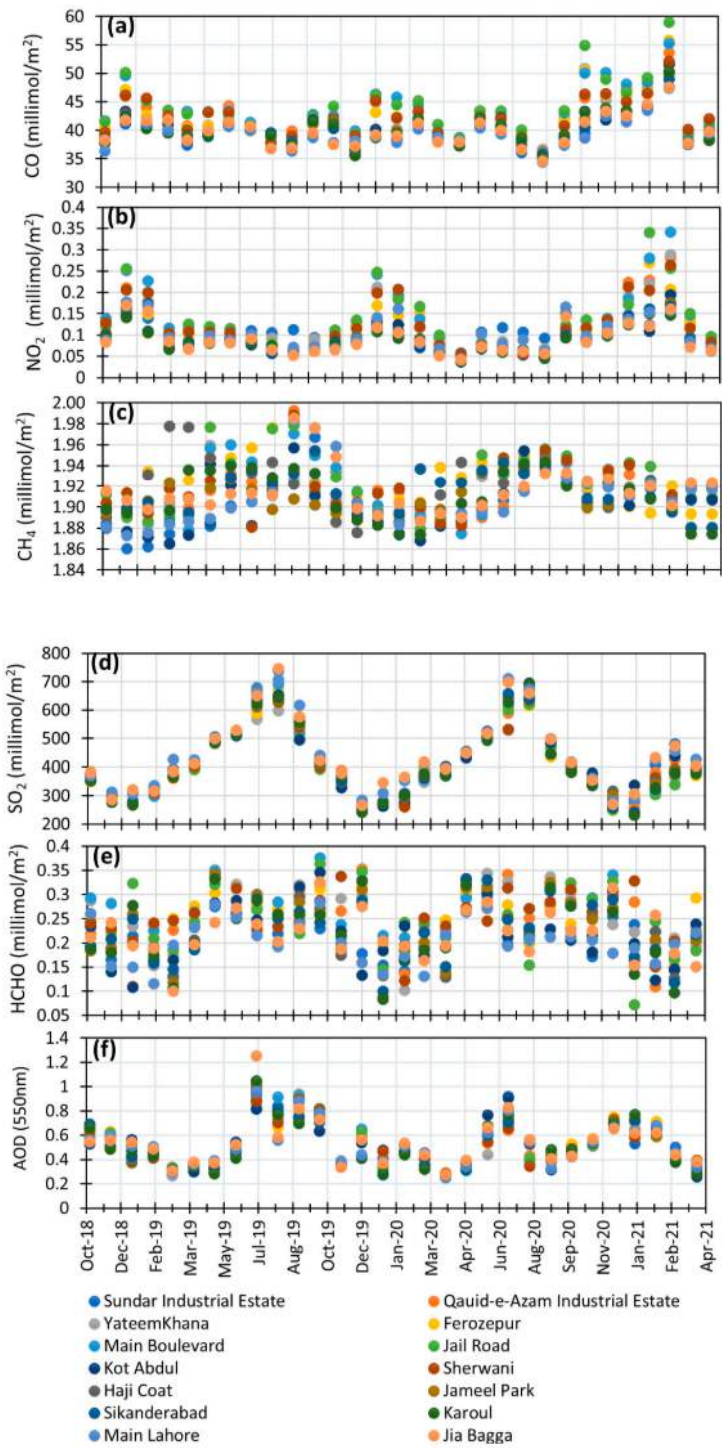 (a)
CO (millimol/m²)
60
55
50
45
40
35
30
(b)
NO₂ (millimol/m²)
0.4
0.35
0.3
0.25
0.2
0.15
0.1
0.05
0
(c)
CH₄ (millimol/m²)
2.00
1.98
1.96
1.94
1.92
1.90
1.88
1.86
1.84
(d)
SO₂ (millimol/m²)
800
700
600
500
400
300
200
(e)
HCHO (millimol/m²)
0.4
0.35
0.3
0.25
0.2
0.15
0.1
0.05
(f)
AOD (550nm)
1.4
1.2
1
0.8
0.6
0.4
0.2
0
Oct-18
Dec-18
Feb-19
Mar-19
May-19
Jul-19
Aug-19
Oct-19
Dec-19
Jan-20
Mar-20
Apr-20
Jun-20
Aug-20
Sep-20
Nov-20
Dec-21
Feb-21
Apr-21
Sundar Industrial Estate
Qauid-e-Azam Industrial Estate
YateemKhana
Ferozepur
Main Boulevard
Jail Road
Kot Abdul
Sherwani
Haji Coat
Jameel Park
Sikanderabad
Karoul
Main Lahore
Jia Bagga